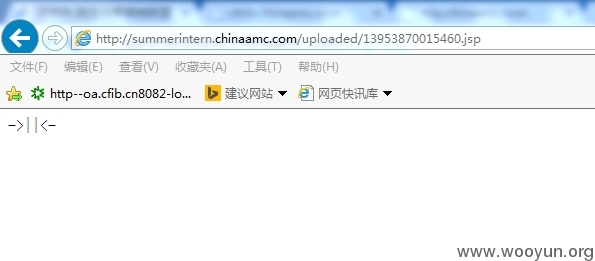 http://summerintern.chinaamc.com/uploaded/13953870015460.jsp
文件(F) 编辑(E) 查看(V) 收藏夹(A) 工具(T) 帮助(H)
http--oa.cfib.cn8082-lo... 建议网站 网页快讯库
->||<-
www.wooyun.org